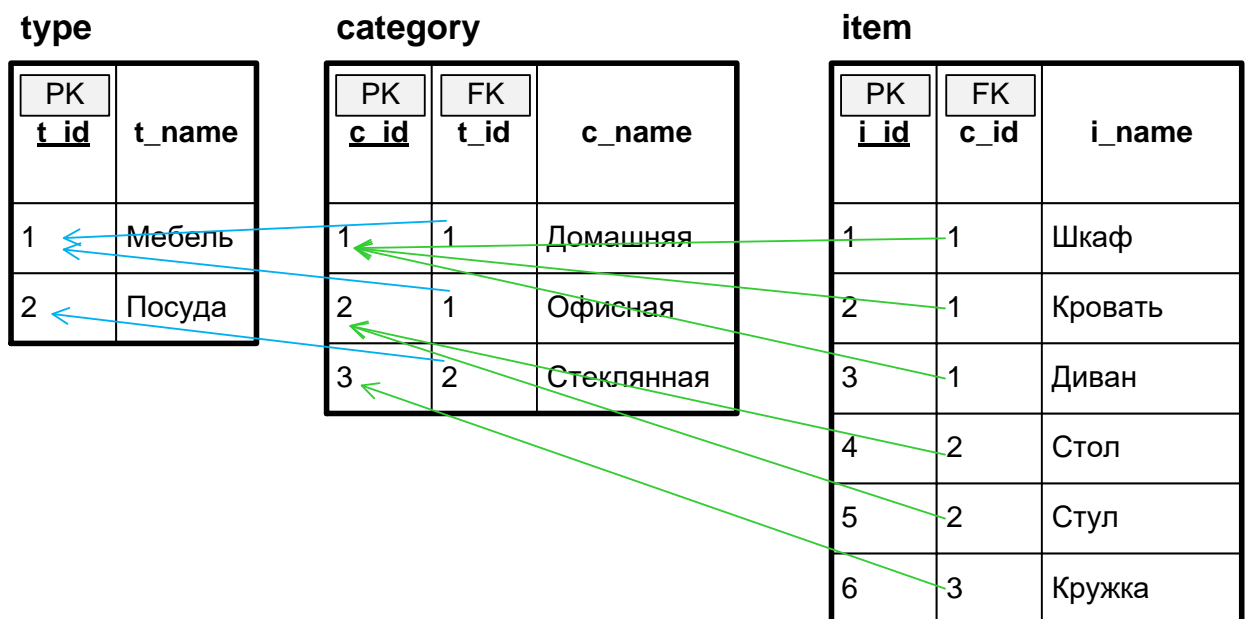 type category item
PK PK FK PK FK
t_id t_name c_id t_id c_name i_id c_id i_name
1 Мебель 1 1 Домашняя 1 1 Шкаф
2 Посуда 2 1 Офисная 2 1 Кровать
3 2 Стеклянная 3 1 Диван
4 2 Стол
5 2 Стул
6 3 Кружка